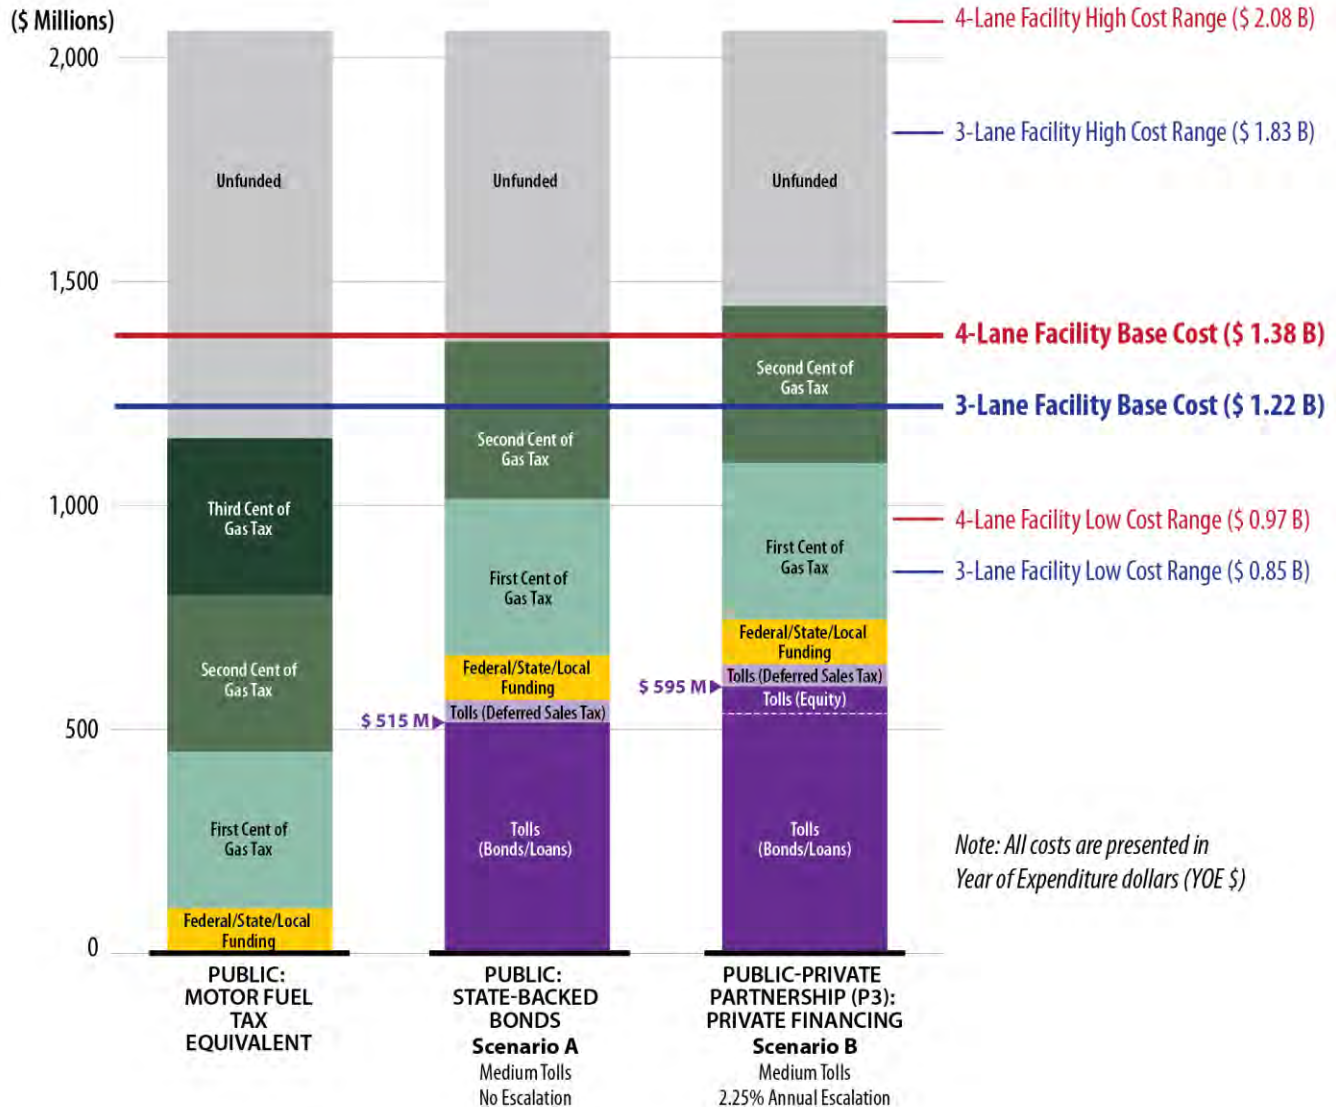 ($ Millions)
2,000
1,500
1,000
500
0
Unfunded
Third Cent of
Gas Tax
Second Cent of
Gas Tax
First Cent of
Gas Tax
Federal/State/Local
Funding
PUBLIC:
MOTOR FUEL
TAX
EQUIVALENT
Unfunded
Second Cent of
Gas Tax
First Cent of
Gas Tax
Federal/State/Local
Funding
Tolls (Deferred Sales Tax)
$ 515 M
Tolls
(Bonds/Loans)
PUBLIC:
STATE-BACKED
BONDS
Scenario A
Medium Tolls
No Escalation
Unfunded
Second Cent of
Gas Tax
First Cent of
Gas Tax
Federal/State/Local
Funding
Tolls (Deferred Sales Tax)
$ 595 M
Tolls (Equity)
Tolls
(Bonds/Loans)
PUBLIC-PRIVATE
PARTNERSHIP (P3):
PRIVATE FINANCING
Scenario B
Medium Tolls
2.25% Annual Escalation
4-Lane Facility High Cost Range ($ 2.08 B)
3-Lane Facility High Cost Range ($ 1.83 B)
4-Lane Facility Base Cost ($ 1.38 B)
3-Lane Facility Base Cost ($ 1.22 B)
4-Lane Facility Low Cost Range ($ 0.97 B)
3-Lane Facility Low Cost Range ($ 0.85 B)
Note: All costs are presented in
Year of Expenditure dollars (YOE $)